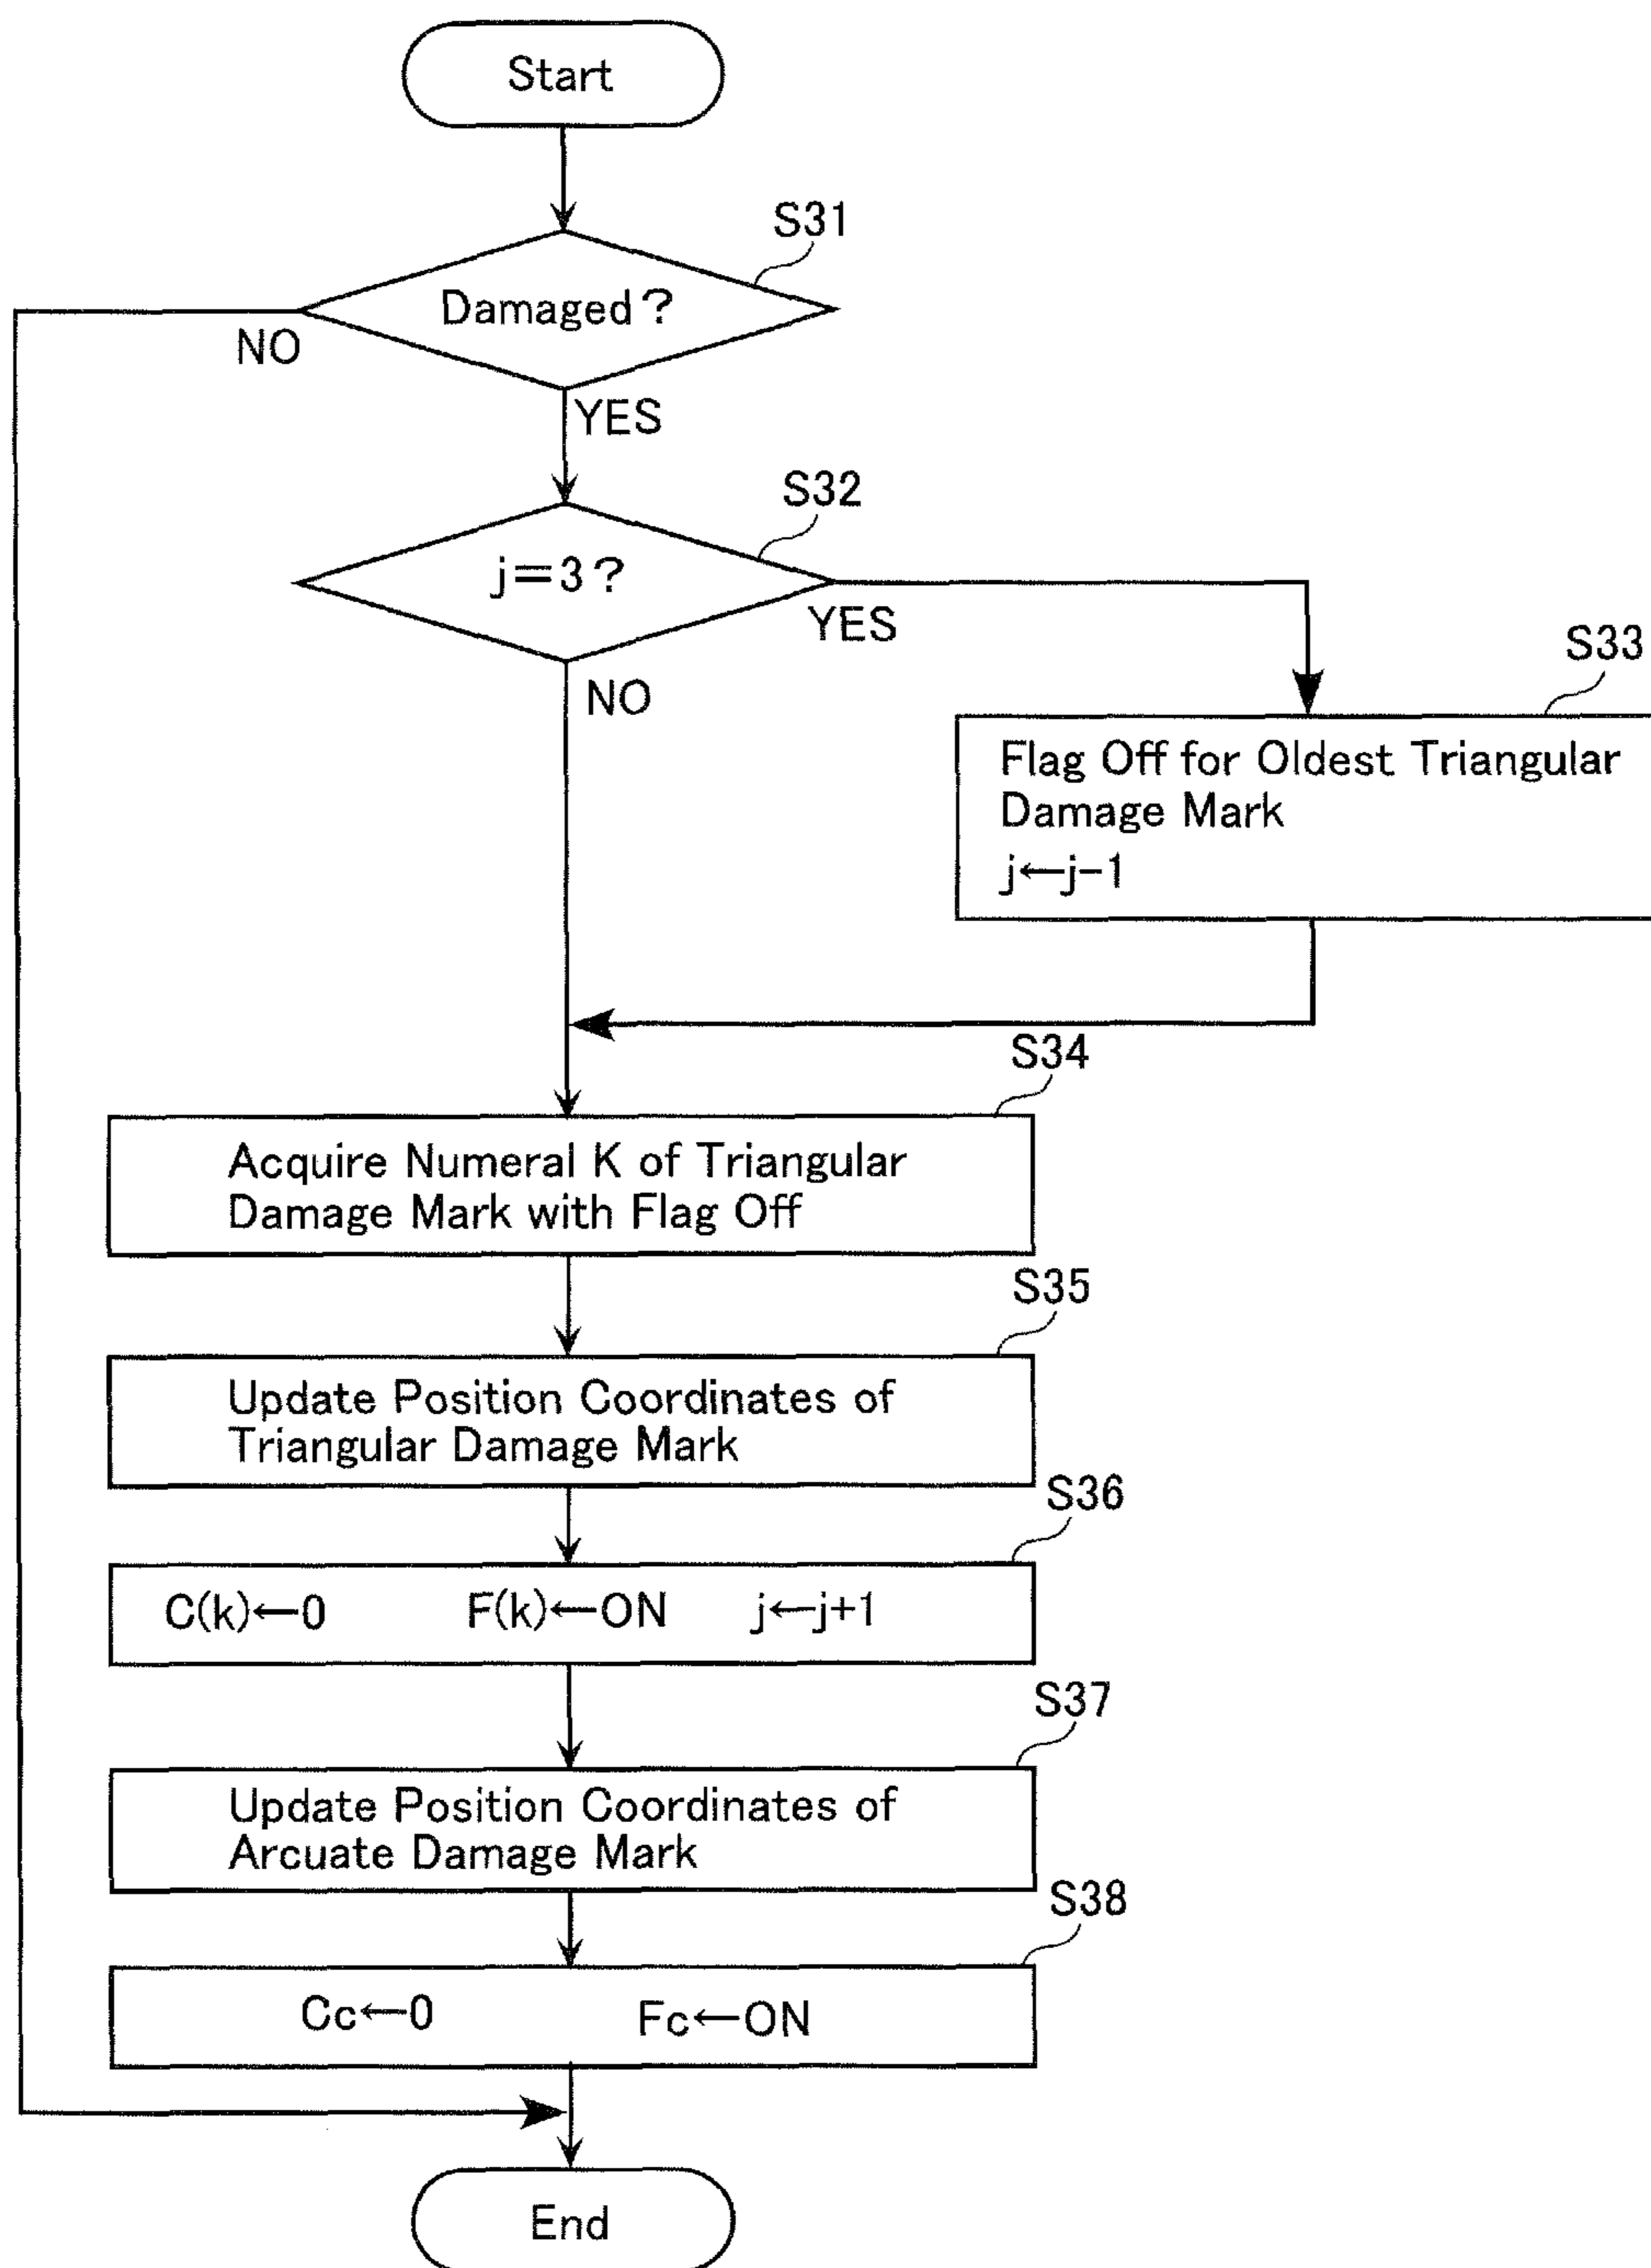 Start
S31
Damaged?
NO
YES
S32
j=3?
YES
NO
S33
Flag Off for Oldest Triangular
Damage Mark
j←j-1
S34
Acquire Numeral K of Triangular
Damage Mark with Flag Off
S35
Update Position Coordinates of
Triangular Damage Mark
S36
C(k)←0 F(k)←ON j←j+1
S37
Update Position Coordinates of
Arcuate Damage Mark
S38
Cc←0 Fc←ON
End